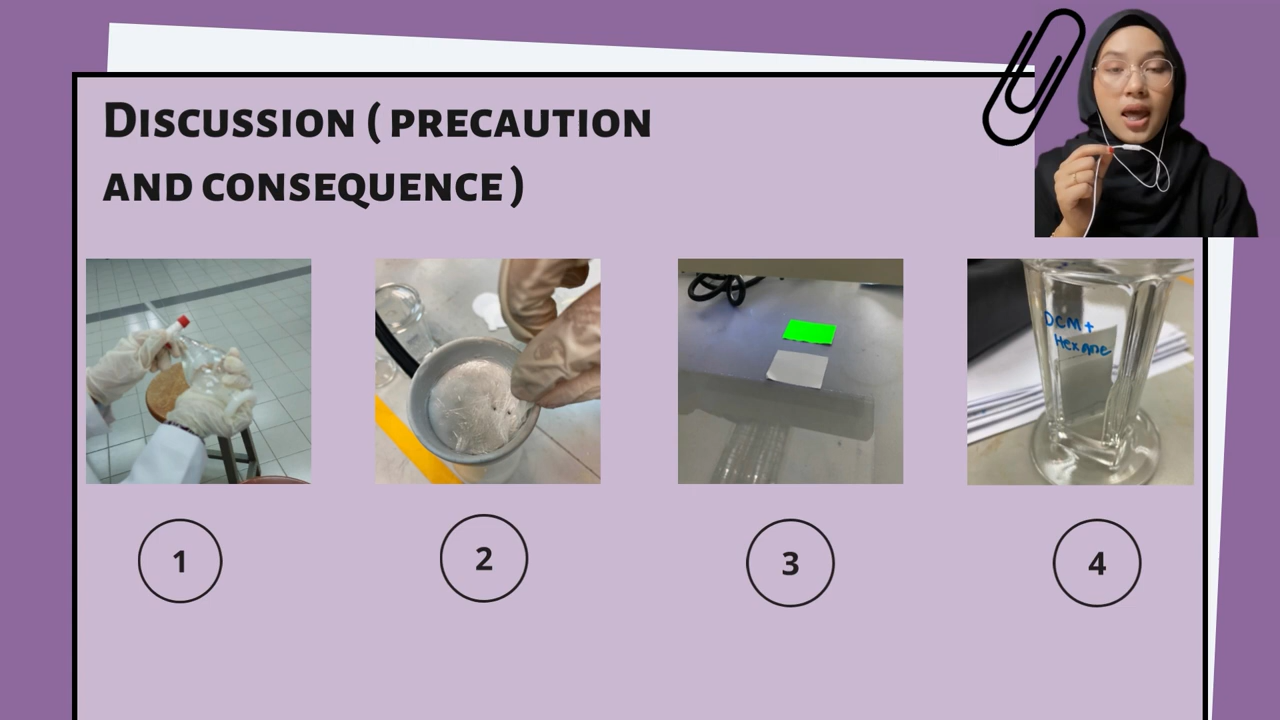 DISCUSSION ( PRECAUTION
AND CONSEQUENCE )
DCM +
Hexane
1
2
3
4